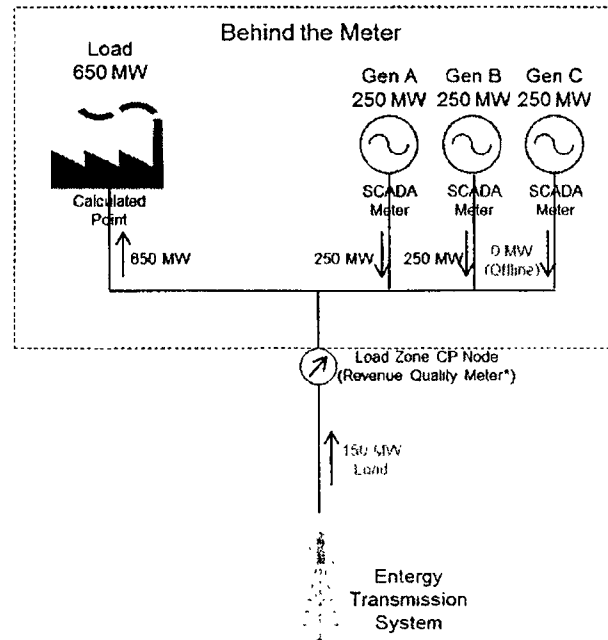 Behind the Meter
Load
650 MW
Gen A
250 MW
Gen B
250 MW
Gen C
250 MW
Calculated
Point
SCADA
Meter
SCADA
Meter
SCADA
Meter
650 MW
250 MW
250 MW
0 MW
(Offline)
Load Zone CP Node
(Revenue Quality Meter*)
150 MW
Load
Entergy
Transmission
System